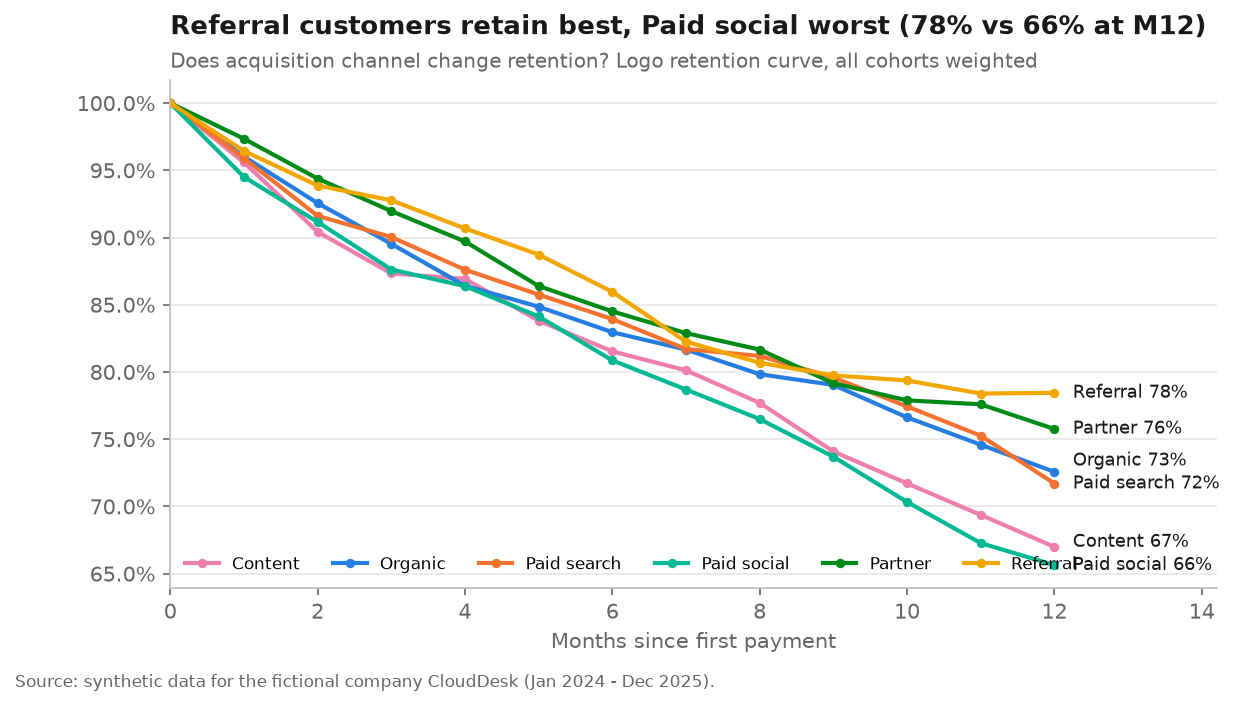 Referral customers retain best, Paid social worst (78% vs 66% at M12)
Does acquisition channel change retention? Logo retention curve, all cohorts weighted
100.0%
95.0%
90.0%
85.0%
80.0%
75.0%
70.0%
65.0%
Referral 78%
Partner 76%
Organic 73%
Paid search 72%
Content 67%
Paid social 66%
Content Organic Paid search Paid social Partner Referral
0 2 4 6 8 10 12 14
Months since first payment
Source: synthetic data for the fictional company CloudDesk (Jan 2024 - Dec 2025).